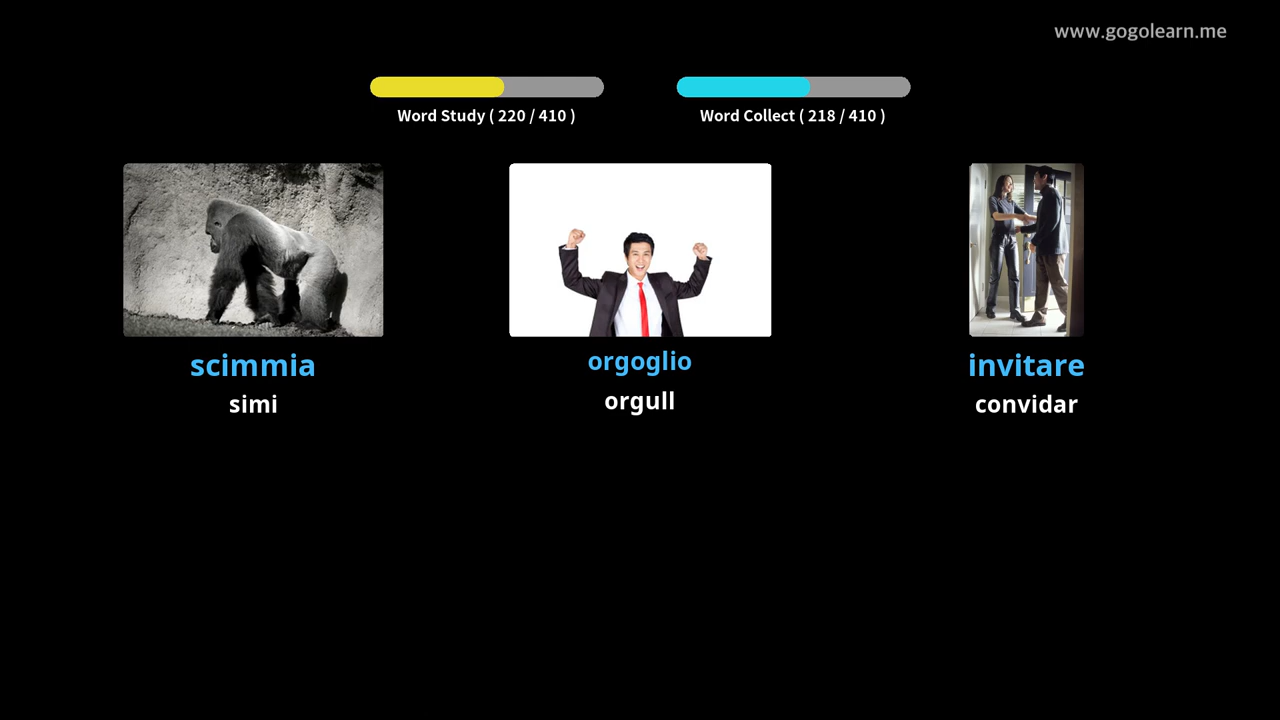 www.gogolearn.me
Word Study ( 220 / 410 )
Word Collect ( 218 / 410 )
scimmia
simi
orgoglio
orgull
invitare
convidar